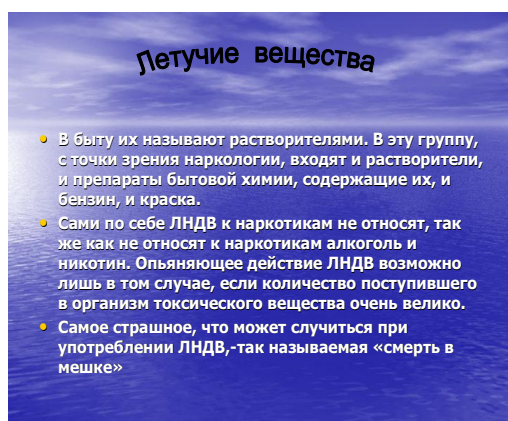 Летучие вещества
• В быту их называют растворителями. В эту группу,
с точки зрения наркологии, входят и растворители,
и препараты бытовой химии, содержащие их, и
бензин, и краска.
• Сами по себе ЛНДВ к наркотикам не относят, так
же как не относят к наркотикам алкоголь и
никотин. Опьяняющее действие ЛНДВ возможно
лишь в том случае, если количество поступившего
в организм токсического вещества очень велико.
• Самое страшное, что может случиться при
употреблении ЛНДВ,-так называемая «смерть в
мешке»